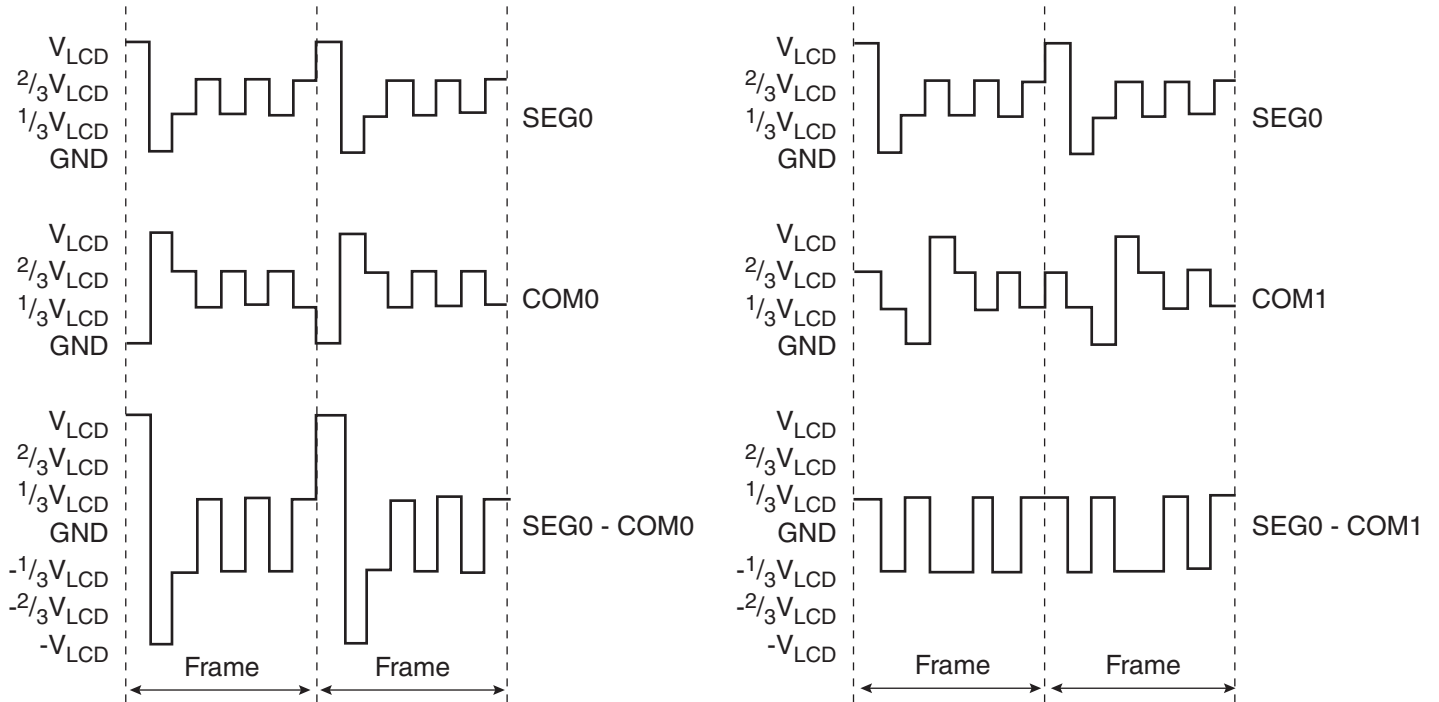 V_LCD
2/3V_LCD
1/3V_LCD
GND
SEG0
V_LCD
2/3V_LCD
1/3V_LCD
GND
COM0
V_LCD
2/3V_LCD
1/3V_LCD
GND
-1/3V_LCD
-2/3V_LCD
-V_LCD
SEG0 - COM0
Frame
Frame
V_LCD
2/3V_LCD
1/3V_LCD
GND
SEG0
V_LCD
2/3V_LCD
1/3V_LCD
GND
COM1
V_LCD
2/3V_LCD
1/3V_LCD
GND
-1/3V_LCD
-2/3V_LCD
-V_LCD
SEG0 - COM1
Frame
Frame